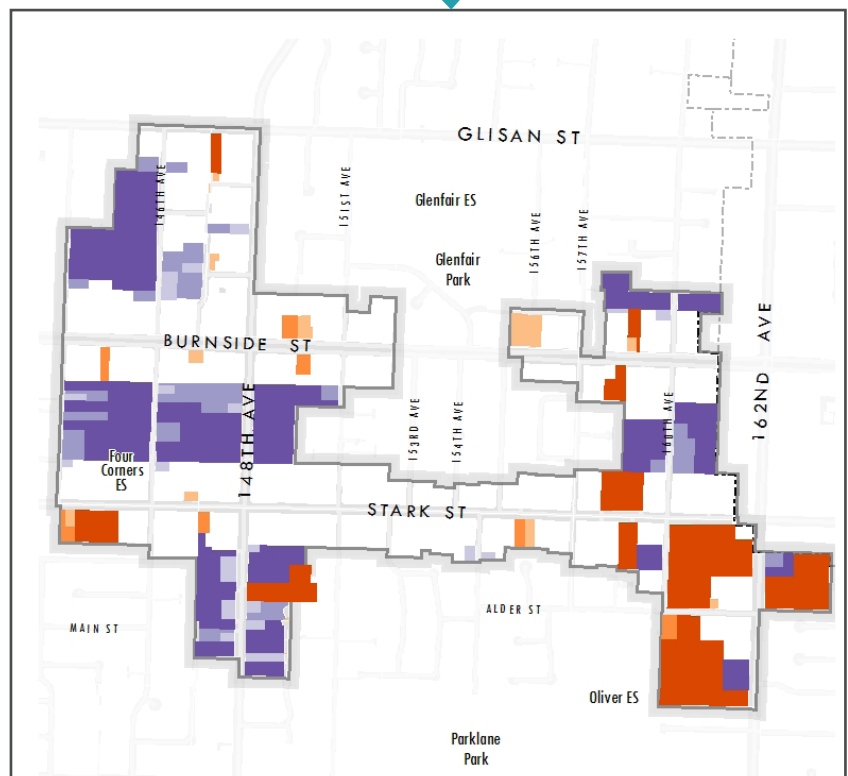 GLISAN ST
146TH AVE
151ST AVE
Glenfair ES
156TH AVE
157TH AVE
Glenfair
Park
BURNSIDE ST
162ND AVE
148TH AVE
153RD AVE
154TH AVE
160TH AVE
Four
Corners
ES
STARK ST
ALDER ST
MAIN ST
Oliver ES
Parklane
Park